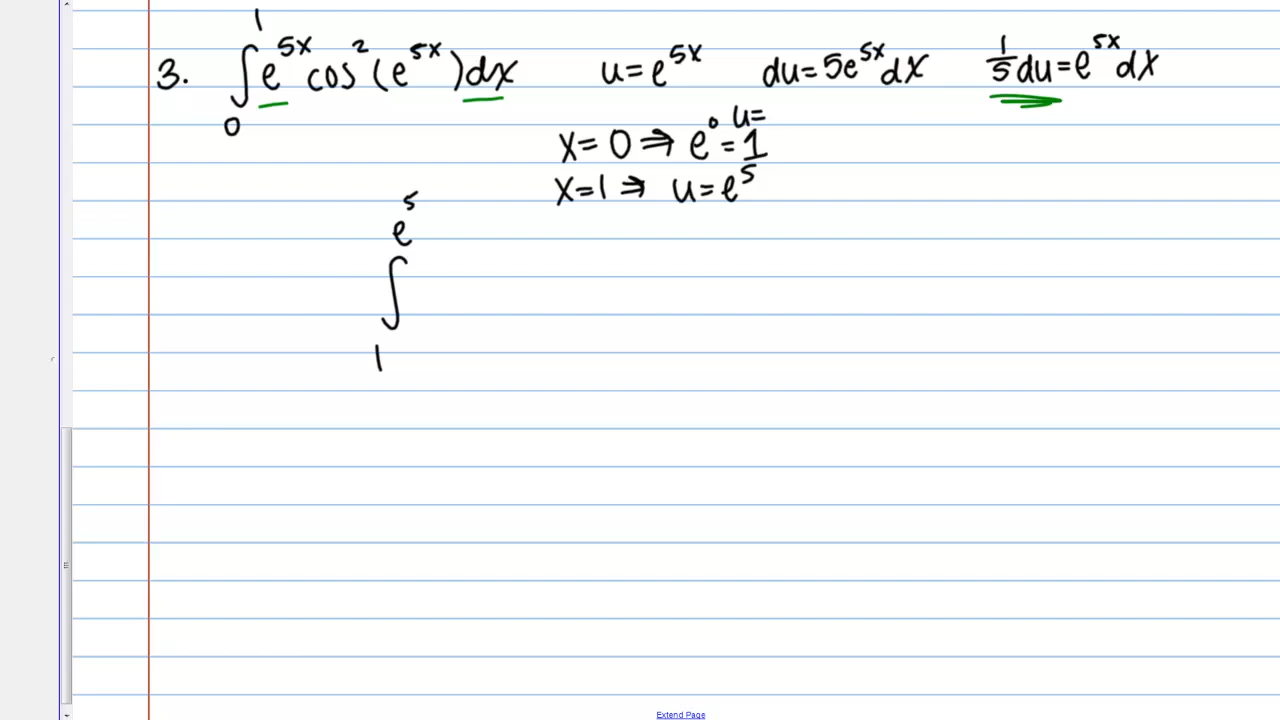 3. ∫₀¹ e^{5x} cos² (e^{5x}) dx u = e^{5x} du = 5e^{5x} dx 1/5 du = e^{5x} dx
x = 0 ⇒ e⁰ = u = 1
x = 1 ⇒ u = e⁵
∫₁^{e⁵}
Extend Page